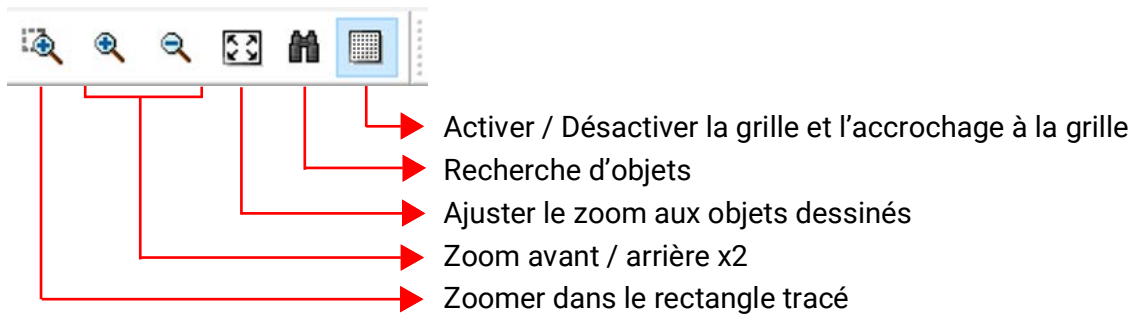 Activer / Désactiver la grille et l’accrochage à la grille
Recherche d’objets
Ajuster le zoom aux objets dessinés
Zoom avant / arrière x2
Zoomer dans le rectangle tracé